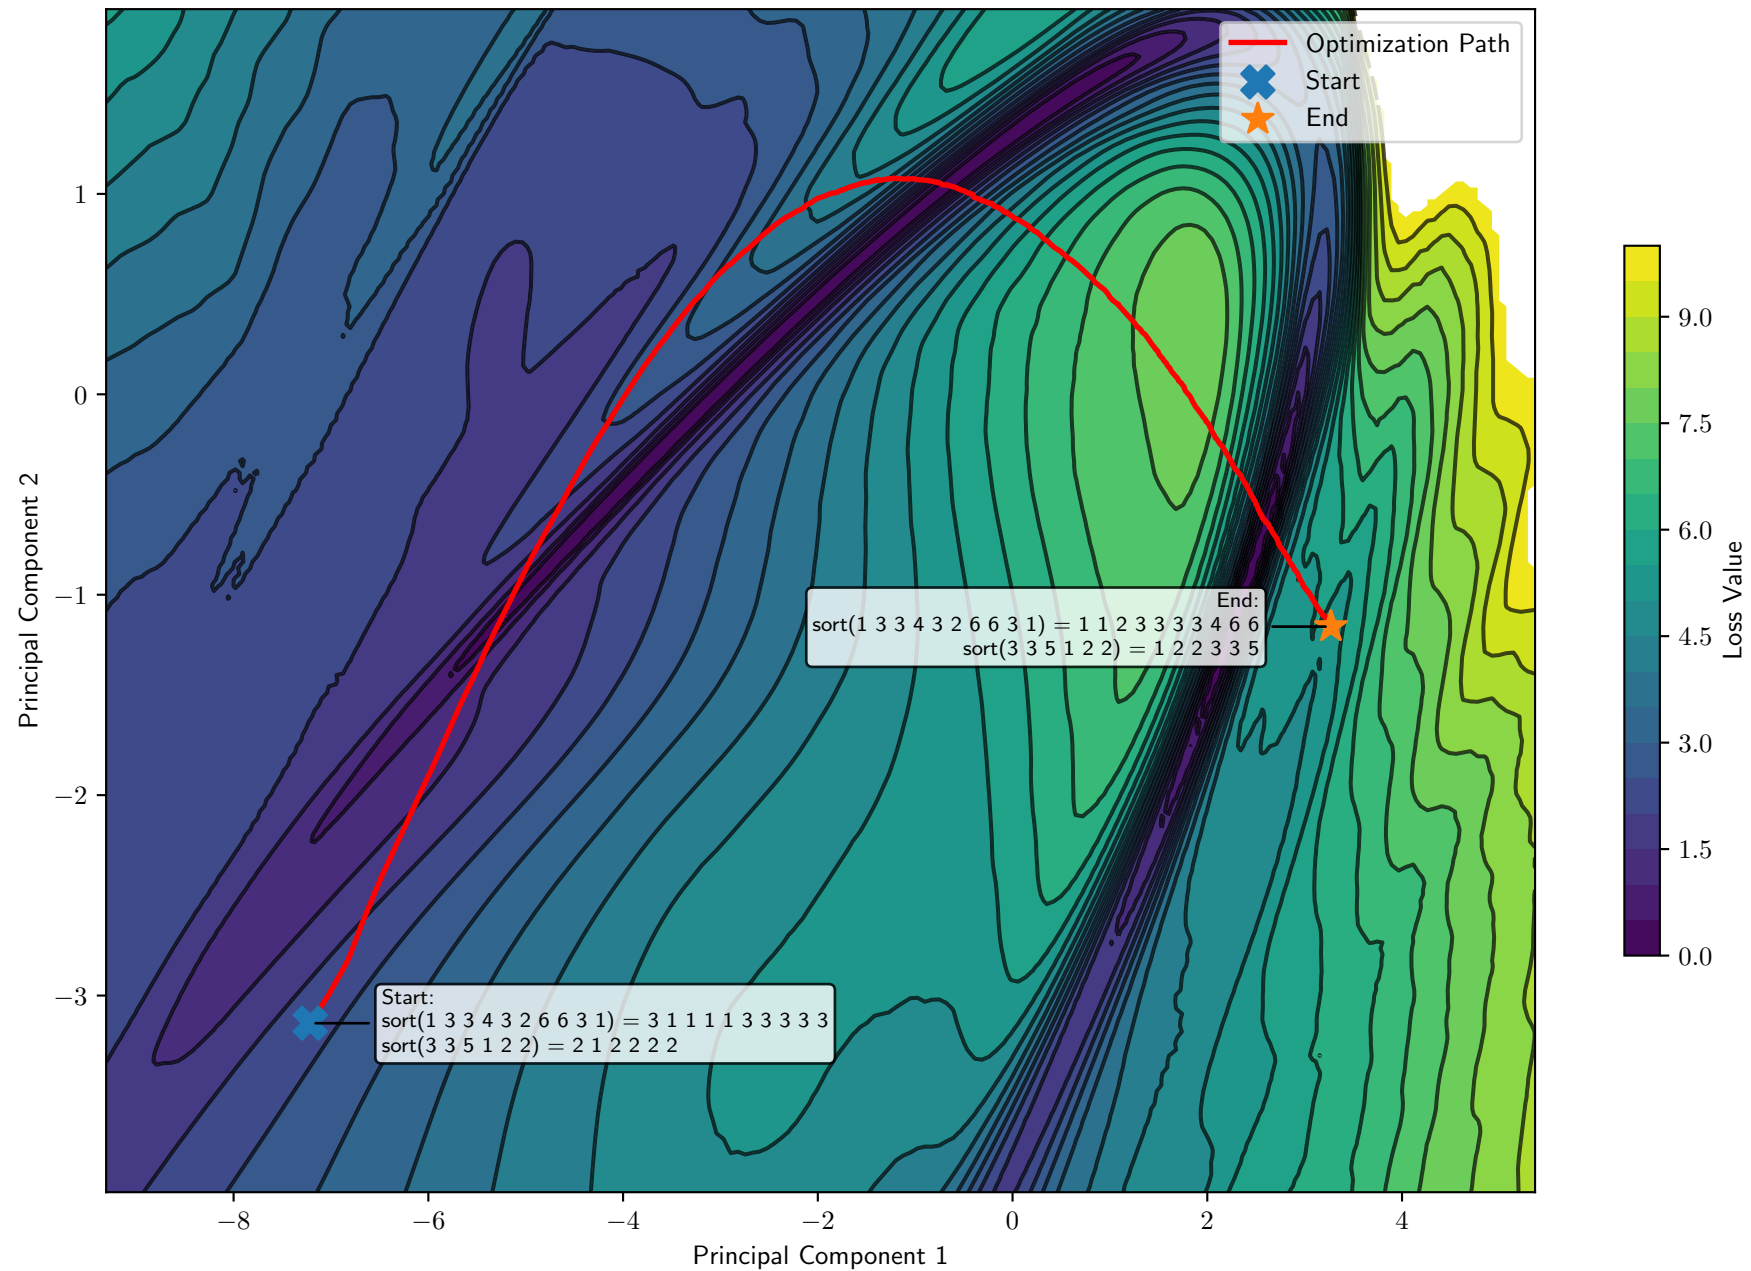 Optimization Path
Start
End
1
0
−1
−2
−3
Principal Component 2
End:
sort(1 3 3 4 3 2 6 6 3 1) = 1 1 2 3 3 3 3 4 6 6
sort(3 3 5 1 2 2) = 1 2 2 3 3 5
Start:
sort(1 3 3 4 3 2 6 6 3 1) = 3 1 1 1 1 3 3 3 3 3
sort(3 3 5 1 2 2) = 2 1 2 2 2 2
−8 −6 −4 −2 0 2 4
Principal Component 1
9.0
7.5
6.0
4.5
3.0
1.5
0.0
Loss Value